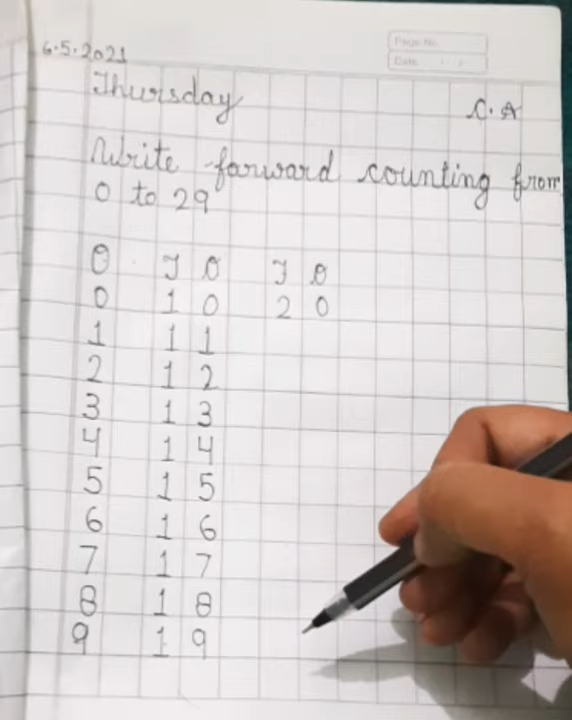 Page No.
Date
6.5.2021
Thursday
C.A
Write forward counting from
0 to 29
O T O T O
0 1 0 2 0
1 1 1
2 1 2
3 1 3
4 1 4
5 1 5
6 1 6
7 1 7
8 1 8
9 1 9